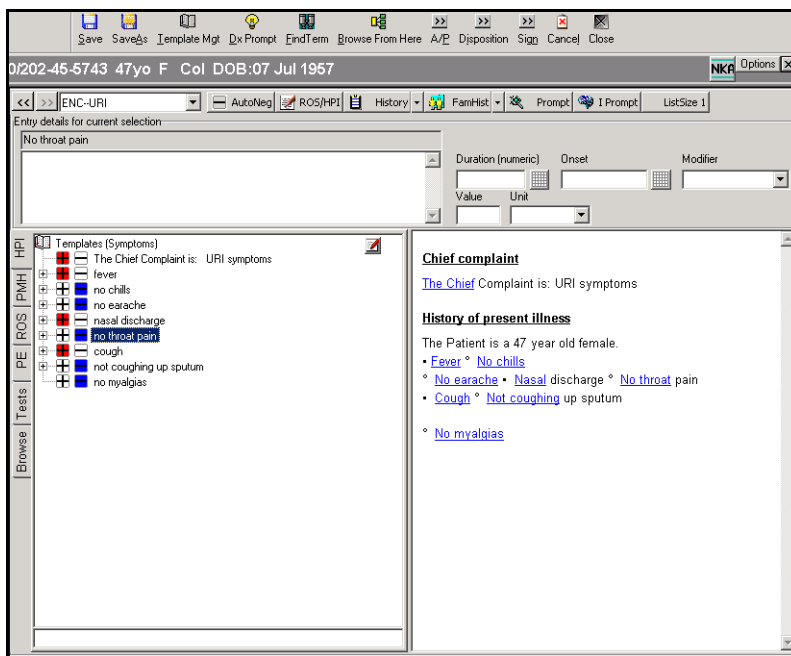 Save SaveAs Template Mgt Dx Prompt FindTerm Browse From Here A/P Disposition Sign Cancel Close
0/202-45-5743 47yo F Col DOB:07 Jul 1957 NKA Options X
<< >> ENC--URI AutoNeg ROS/HPI History FamHist Prompt I Prompt ListSize 1
Entry details for current selection
No throat pain
Duration (numeric) Onset Modifier
Value Unit
HPI
PMH
ROS
PE
Tests
Browse
Templates (Symptoms)
The Chief Complaint is: URI symptoms
fever
no chills
no earache
nasal discharge
no throat pain
cough
not coughing up sputum
no myalgias
Chief complaint
The Chief Complaint is: URI symptoms
History of present illness
The Patient is a 47 year old female.
• Fever ° No chills
° No earache • Nasal discharge ° No throat pain
• Cough ° Not coughing up sputum
° No myalgias